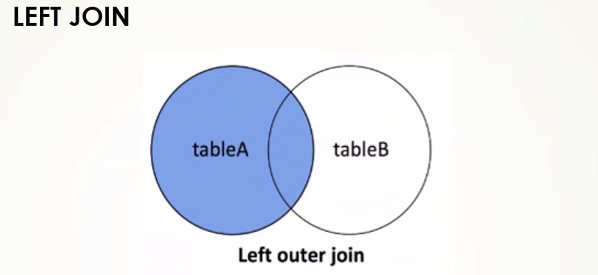 LEFT JOIN
tableA
tableB
Left outer join